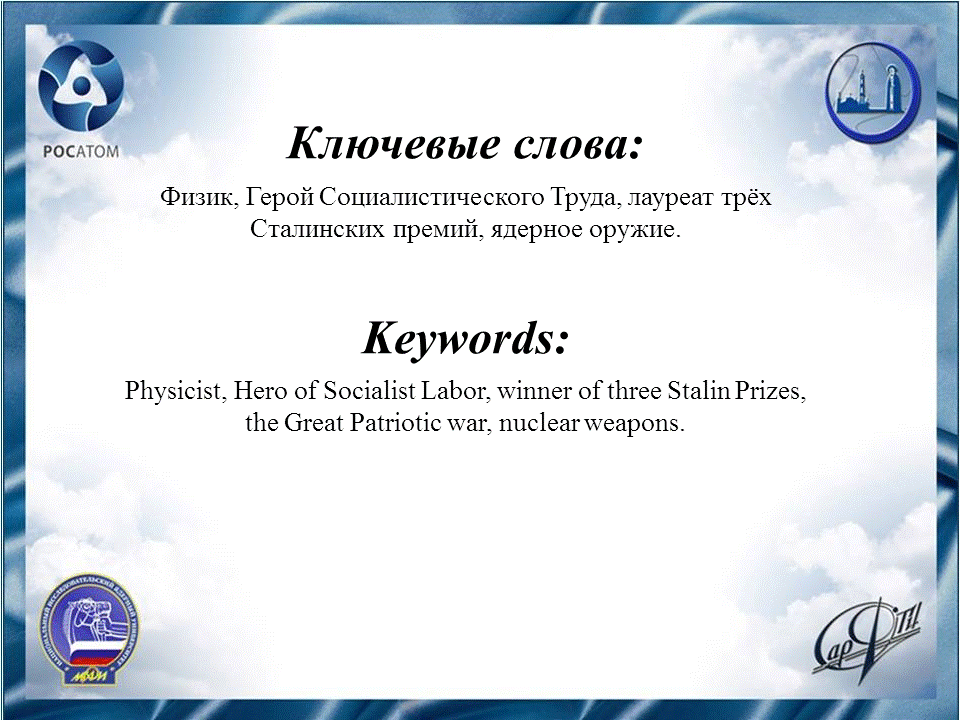 РОСАТОМ
Ключевые слова:
Физик, Герой Социалистического Труда, лауреат трёх
Сталинских премий, ядерное оружие.
Keywords:
Physicist, Hero of Socialist Labor, winner of three Stalin Prizes,
the Great Patriotic war, nuclear weapons.
НАЦИОНАЛЬНЫЙ ИССЛЕДОВАТЕЛЬСКИЙ ЯДЕРНЫЙ УНИВЕРСИТЕТ
МИФИ
СарФТИ